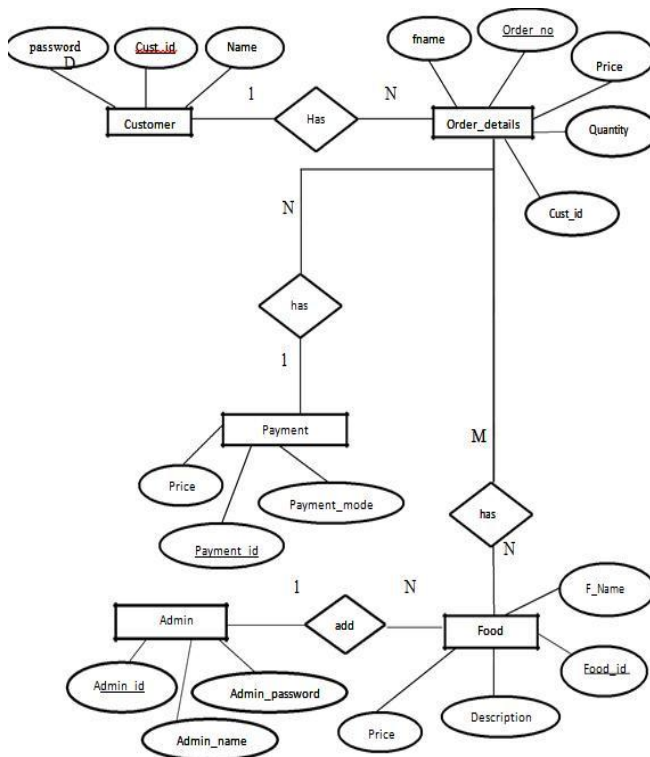 password
D
Cust_id
Name
fname
Order_no
Price
Quantity
Cust_id
Customer
1
Has
N
Order_details
N
has
1
Payment
Price
Payment_id
Payment_mode
M
has
N
Admin
1
add
N
Food
F_Name
Food_id
Description
Price
Admin_id
Admin_name
Admin_password